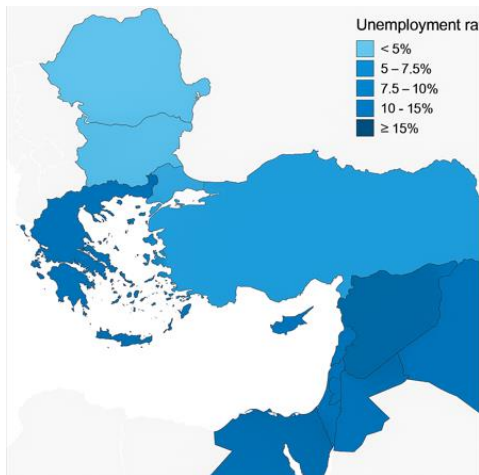 Unemployment ra
< 5%
5 – 7.5%
7.5 – 10%
10 - 15%
≥ 15%